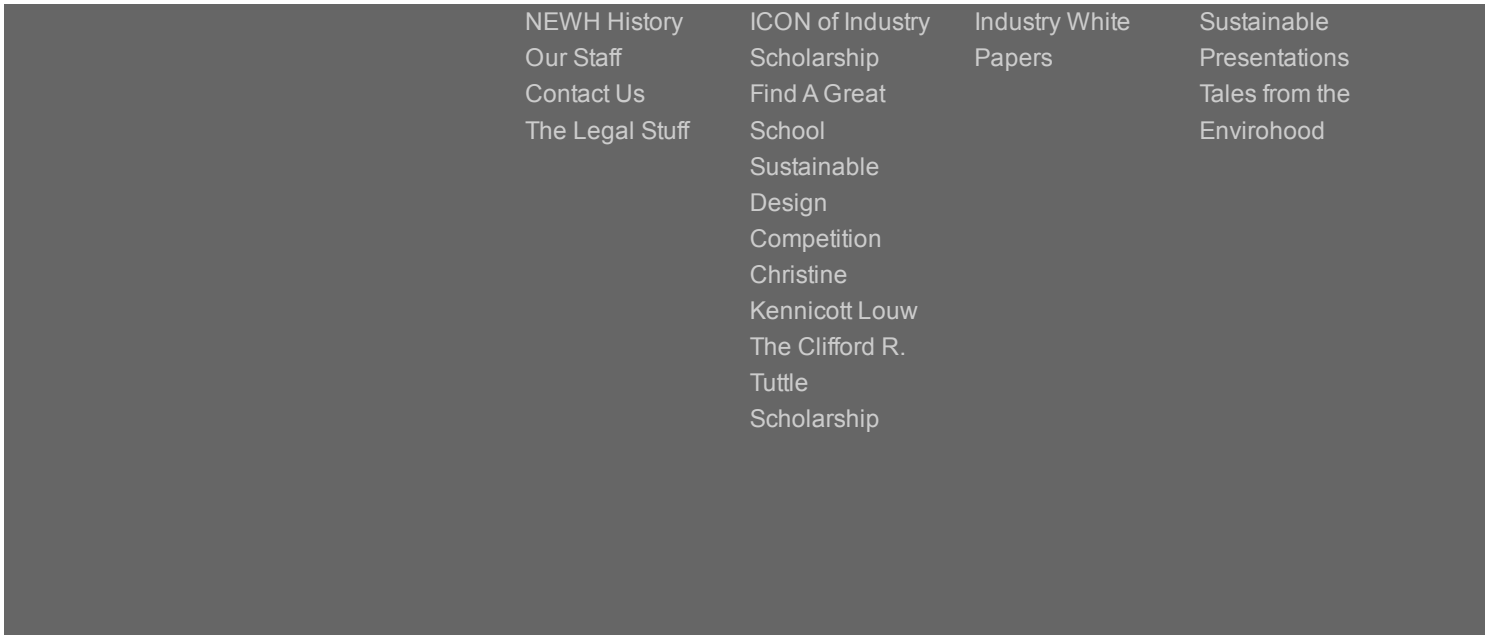 NEWH History
Our Staff
Contact Us
The Legal Stuff
ICON of Industry
Scholarship
Find A Great
School
Sustainable
Design
Competition
Christine
Kennicott Louw
The Clifford R.
Tuttle
Scholarship
Industry White
Papers
Sustainable
Presentations
Tales from the
Envirohood